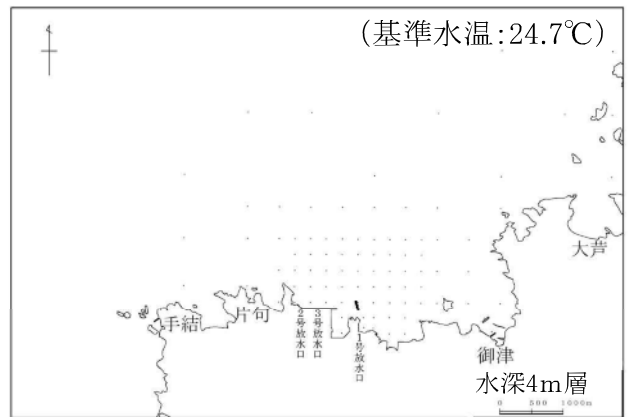 (基準水温:24.7℃)
大芦
片句
手結
2号放水口
3号放水口
1号放水口
御津
水深4m層
0 500 1000m